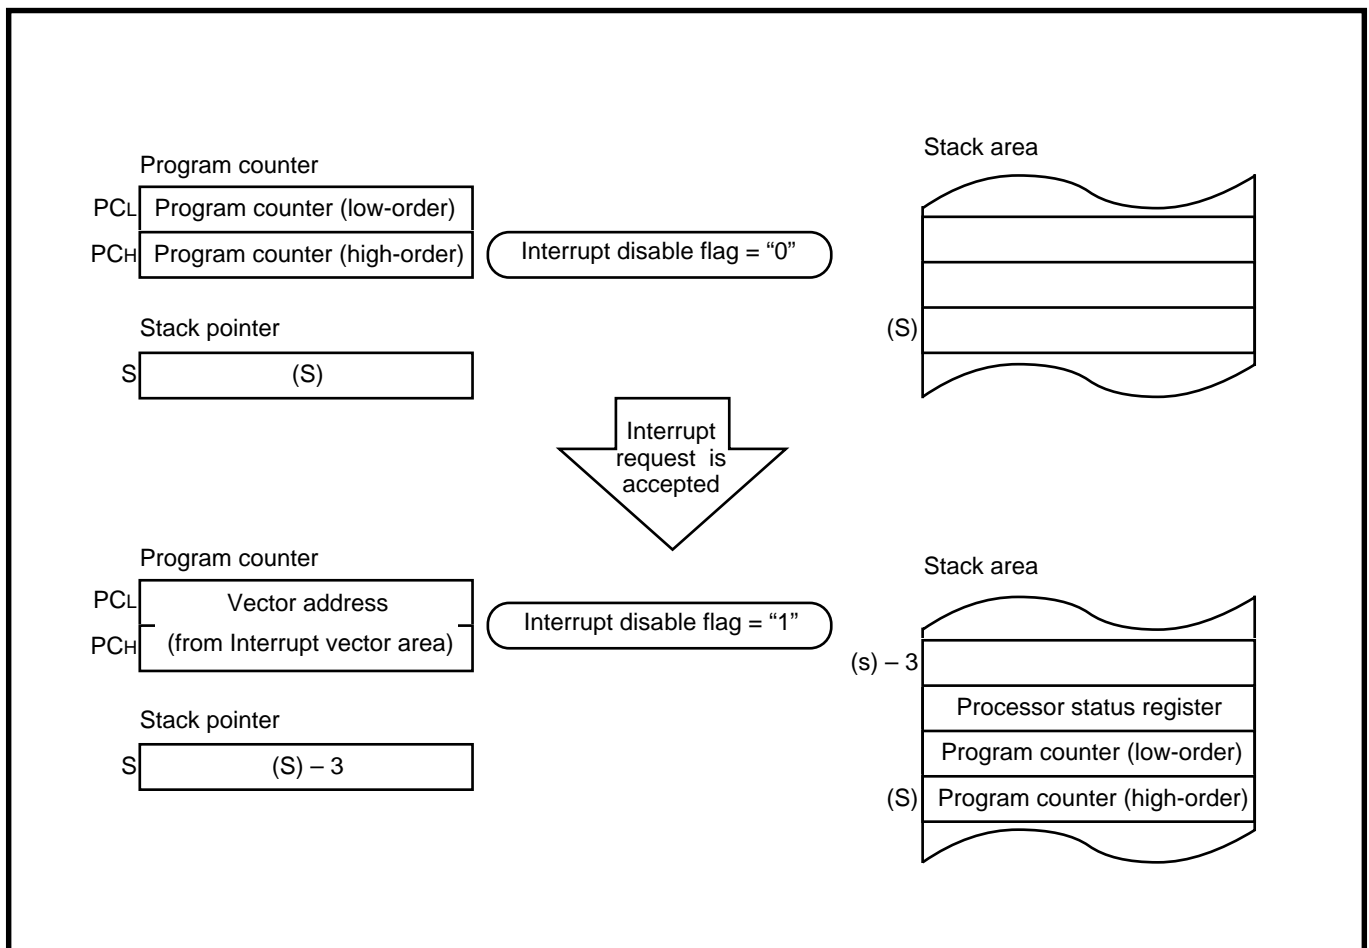 Program counter
PCL Program counter (low-order)
PCH Program counter (high-order)
Interrupt disable flag = “0”
Stack pointer
S (S)
Stack area
(S)
Interrupt
request is
accepted
Program counter
PCL Vector address
PCH (from Interrupt vector area)
Interrupt disable flag = “1”
Stack pointer
S (S) – 3
Stack area
(s) – 3
Processor status register
Program counter (low-order)
(S) Program counter (high-order)